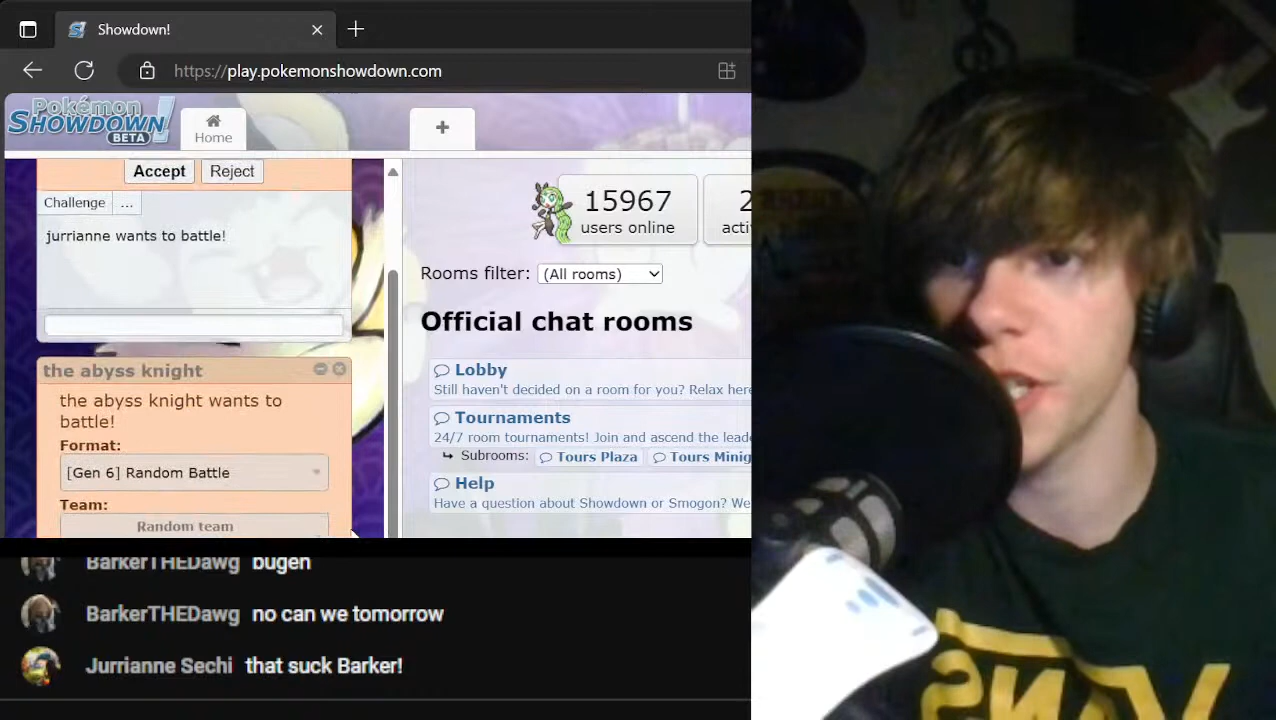 Showdown!
https://play.pokemonshowdown.com
Pokémon
SHOWDOWN!
BETA
Home
Accept Reject
Challenge ...
jurrianne wants to battle!
15967
users online
2
acti
Rooms filter: (All rooms)
Official chat rooms
Lobby
Still haven't decided on a room for you? Relax here
Tournaments
24/7 room tournaments! Join and ascend the leade
Subrooms: Tours Plaza Tours Minig
Help
Have a question about Showdown or Smogon? We
the abyss knight
the abyss knight wants to
battle!
Format:
[Gen 6] Random Battle
Team:
Random team
BarkerTHEDawg bugen
BarkerTHEDawg no can we tomorrow
Jurrianne Sechi that suck Barker!
VANS